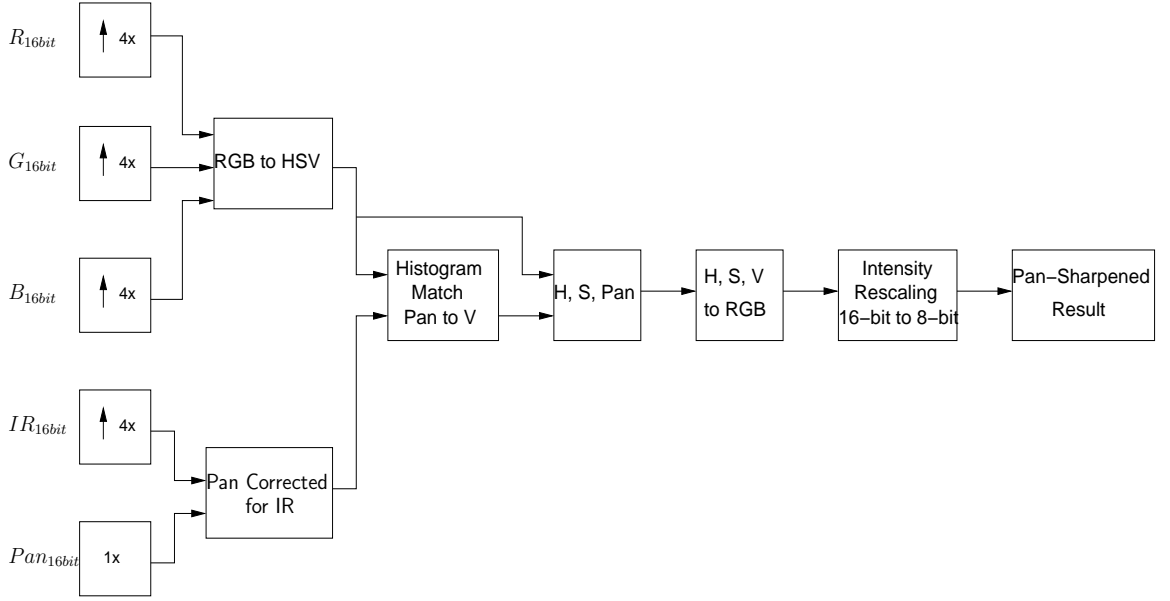 R16bit
↑ 4x
G16bit
↑ 4x
RGB to HSV
B16bit
↑ 4x
Histogram
Match
Pan to V
H, S, Pan
H, S, V
to RGB
Intensity
Rescaling
16−bit to 8−bit
Pan−Sharpened
Result
IR16bit
↑ 4x
Pan Corrected
for IR
Pan16bit
1x